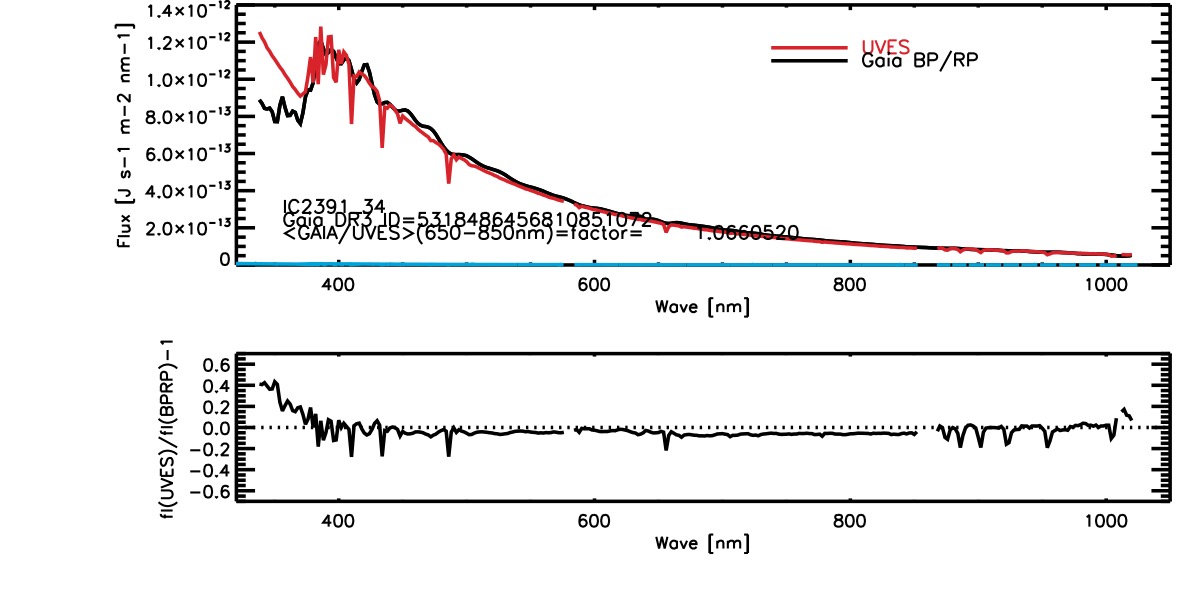 1.4×10−12
1.2×10−12
1.0×10−12
8.0×10−13
6.0×10−13
4.0×10−13
2.0×10−13
0
Flux [J s−1 m−2 nm−1]
UVES
Gaia BP/RP
IC2391_34
Gaia DR3 ID=5318486456810851072
<GAIA/UVES>(650−850nm)=factor= 1.0660520
400 600 800 1000
Wave [nm]
0.6
0.4
0.2
0.0
−0.2
−0.4
−0.6
fl(UVES)/fl(BPRP)−1
400 600 800 1000
Wave [nm]